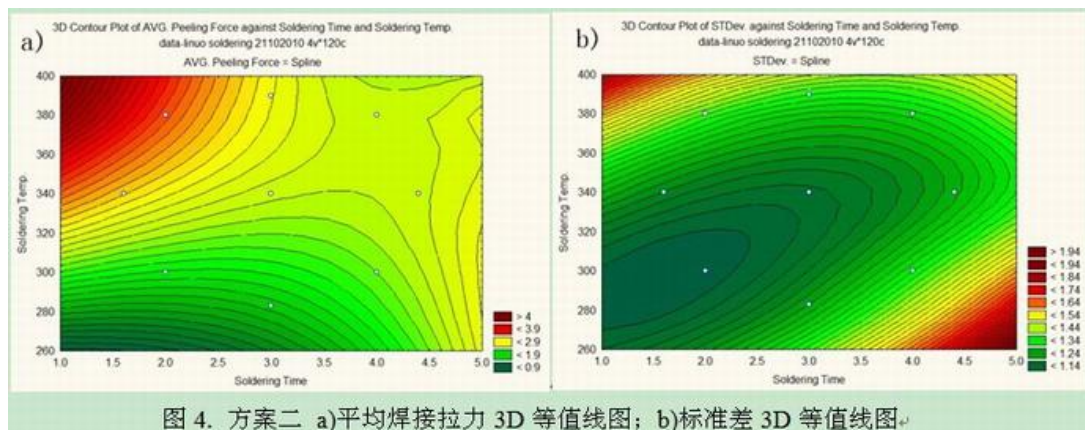 a)
3D Contour Plot of AVG. Peeling Force against Soldering Time and Soldering Temp.
data-linuo soldering 21102010 4v*120c
AVG. Peeling Force = Spline
400
380
360
340
320
300
280
260
Soldering Temp.
1.0 1.5 2.0 2.5 3.0 3.5 4.0 4.5 5.0
Soldering Time
> 4
< 3.9
< 2.9
< 1.9
< 0.9
b)
3D Contour Plot of STDev. against Soldering Time and Soldering Temp.
data-linuo soldering 21102010 4v*120c
STDev. = Spline
400
380
360
340
320
300
280
260
Soldering Temp.
1.0 1.5 2.0 2.5 3.0 3.5 4.0 4.5 5.0
Soldering Time
> 1.94
< 1.94
< 1.84
< 1.74
< 1.64
< 1.54
< 1.44
< 1.34
< 1.24
< 1.14
图 4. 方案二 a)平均焊接拉力 3D 等值线图；b)标准差 3D 等值线图